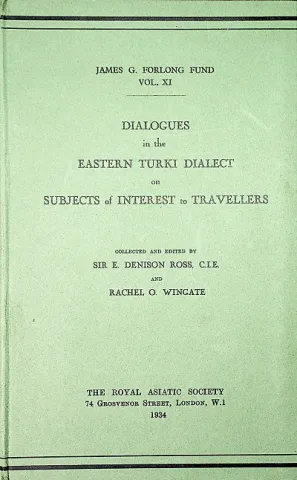 JAMES G. FORLONG FUND
VOL. XI
DIALOGUES
in the
EASTERN TURKI DIALECT
on
SUBJECTS of INTEREST to TRAVELLERS
COLLECTED AND EDITED BY
SIR E. DENISON ROSS, C.I.E.
AND
RACHEL O. WINGATE
THE ROYAL ASIATIC SOCIETY
74 GROSVENOR STREET, LONDON, W.1
1934